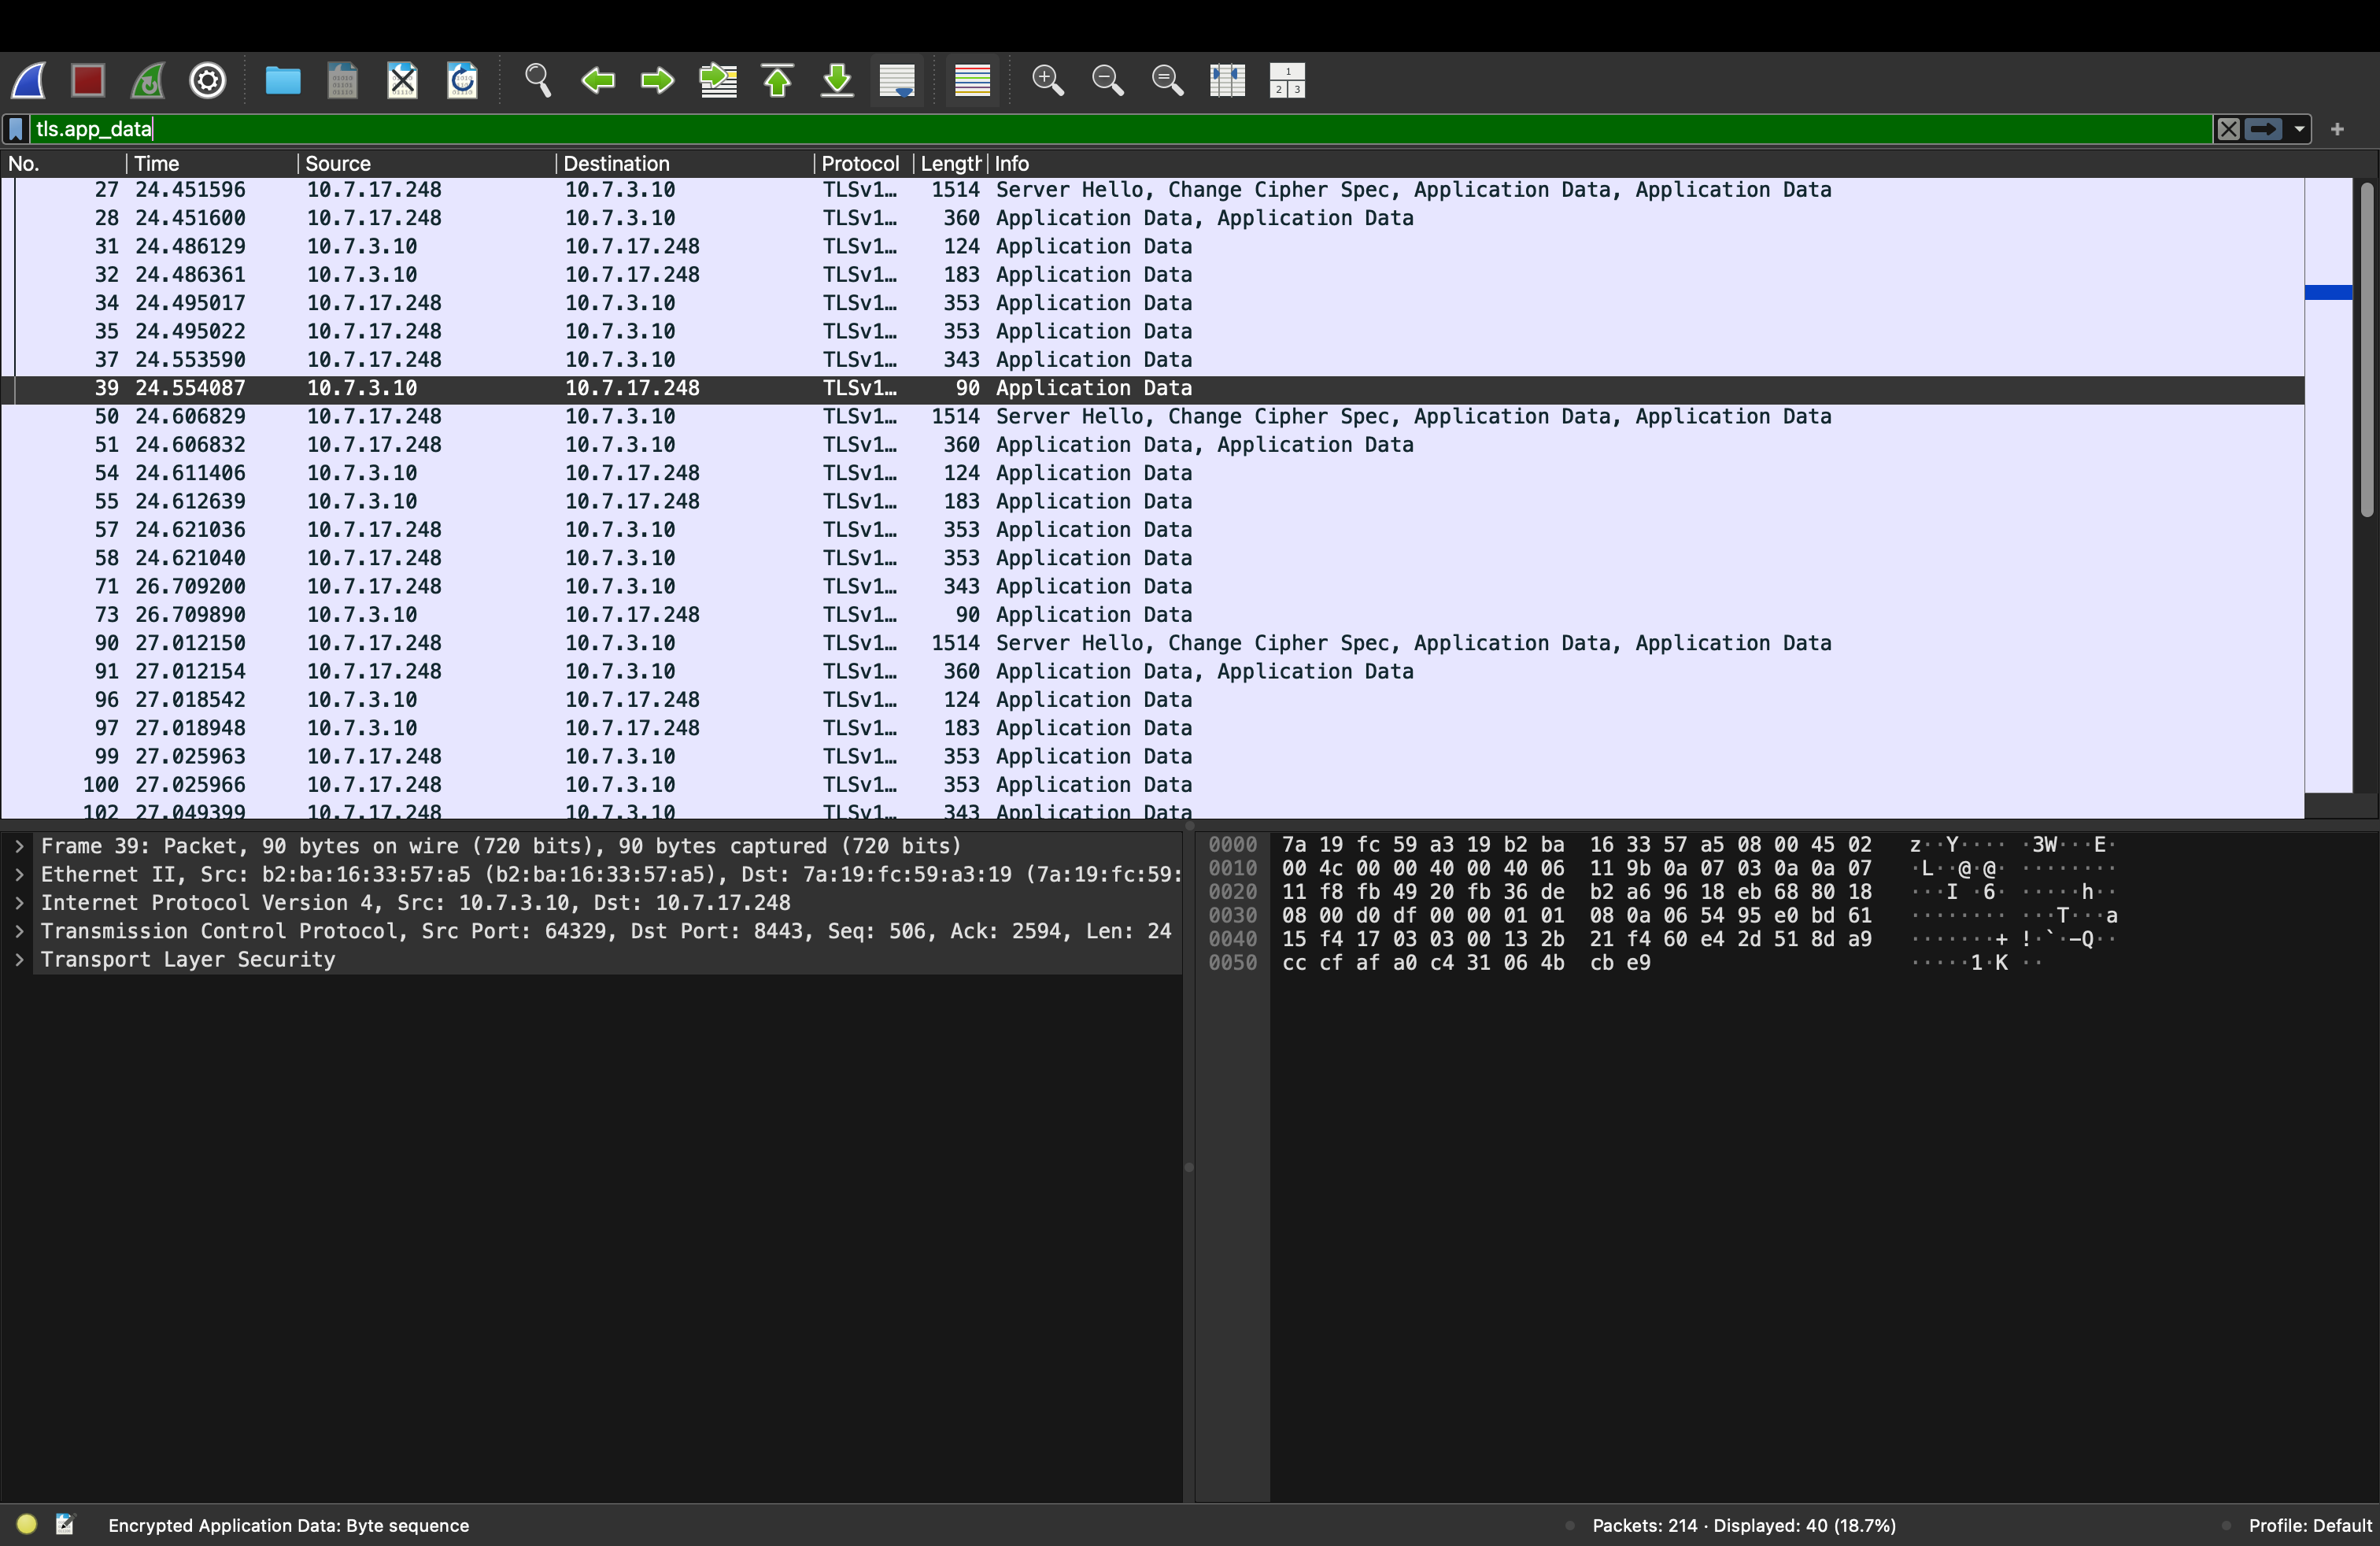 tls.app_data
No. Time Source Destination Protocol Length Info
27 24.451596 10.7.17.248 10.7.3.10 TLSv1… 1514 Server Hello, Change Cipher Spec, Application Data, Application Data
28 24.451600 10.7.17.248 10.7.3.10 TLSv1… 360 Application Data, Application Data
31 24.486129 10.7.3.10 10.7.17.248 TLSv1… 124 Application Data
32 24.486361 10.7.3.10 10.7.17.248 TLSv1… 183 Application Data
34 24.495017 10.7.17.248 10.7.3.10 TLSv1… 353 Application Data
35 24.495022 10.7.17.248 10.7.3.10 TLSv1… 353 Application Data
37 24.553590 10.7.17.248 10.7.3.10 TLSv1… 343 Application Data
39 24.554087 10.7.3.10 10.7.17.248 TLSv1… 90 Application Data
50 24.606829 10.7.17.248 10.7.3.10 TLSv1… 1514 Server Hello, Change Cipher Spec, Application Data, Application Data
51 24.606832 10.7.17.248 10.7.3.10 TLSv1… 360 Application Data, Application Data
54 24.611406 10.7.3.10 10.7.17.248 TLSv1… 124 Application Data
55 24.612639 10.7.3.10 10.7.17.248 TLSv1… 183 Application Data
57 24.621036 10.7.17.248 10.7.3.10 TLSv1… 353 Application Data
58 24.621040 10.7.17.248 10.7.3.10 TLSv1… 353 Application Data
71 26.709200 10.7.17.248 10.7.3.10 TLSv1… 343 Application Data
73 26.709890 10.7.3.10 10.7.17.248 TLSv1… 90 Application Data
90 27.012150 10.7.17.248 10.7.3.10 TLSv1… 1514 Server Hello, Change Cipher Spec, Application Data, Application Data
91 27.012154 10.7.17.248 10.7.3.10 TLSv1… 360 Application Data, Application Data
96 27.018542 10.7.3.10 10.7.17.248 TLSv1… 124 Application Data
97 27.018948 10.7.3.10 10.7.17.248 TLSv1… 183 Application Data
99 27.025963 10.7.17.248 10.7.3.10 TLSv1… 353 Application Data
100 27.025966 10.7.17.248 10.7.3.10 TLSv1… 353 Application Data
102 27.049399 10.7.17.248 10.7.3.10 TLSv1… 343 Application Data
Frame 39: Packet, 90 bytes on wire (720 bits), 90 bytes captured (720 bits)
Ethernet II, Src: b2:ba:16:33:57:a5 (b2:ba:16:33:57:a5), Dst: 7a:19:fc:59:a3:19 (7a:19:fc:59:
Internet Protocol Version 4, Src: 10.7.3.10, Dst: 10.7.17.248
Transmission Control Protocol, Src Port: 64329, Dst Port: 8443, Seq: 506, Ack: 2594, Len: 24
Transport Layer Security
0000 7a 19 fc 59 a3 19 b2 ba 16 33 57 a5 08 00 45 02 z··Y···· ·3W···E·
0010 00 4c 00 00 40 00 40 06 11 9b 0a 07 03 0a 0a 07 ·L··@·@· ········
0020 11 f8 fb 49 20 fb 36 de b2 a6 96 18 eb 68 80 18 ···I ·6· ·····h··
0030 08 00 d0 df 00 00 01 01 08 0a 06 54 95 e0 bd 61 ········ ···T···a
0040 15 f4 17 03 03 00 13 2b 21 f4 60 e4 2d 51 8d a9 ·······+ !·`·-Q··
0050 cc cf af a0 c4 31 06 4b cb e9 ·····1·K ··
Encrypted Application Data: Byte sequence
Packets: 214 · Displayed: 40 (18.7%)
Profile: Default